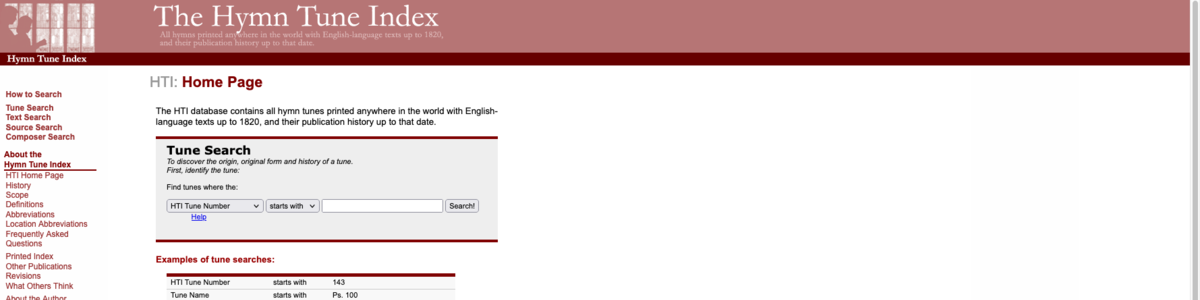 The Hymn Tune Index
All hymns printed anywhere in the world with English-language texts up to 1820,
and their publication history up to that date.
Hymn Tune Index
How to Search
Tune Search
Text Search
Source Search
Composer Search
About the
Hymn Tune Index
HTI Home Page
History
Scope
Definitions
Abbreviations
Location Abbreviations
Frequently Asked
Questions
Printed Index
Other Publications
Revisions
What Others Think
About the Author
HTI: Home Page
The HTI database contains all hymn tunes printed anywhere in the world with English-
language texts up to 1820, and their publication history up to that date.
Tune Search
To discover the origin, original form and history of a tune.
First, identify the tune:
Find tunes where the:
HTI Tune Number starts with Search!
Help
Examples of tune searches:
HTI Tune Number starts with 143
Tune Name starts with Ps. 100